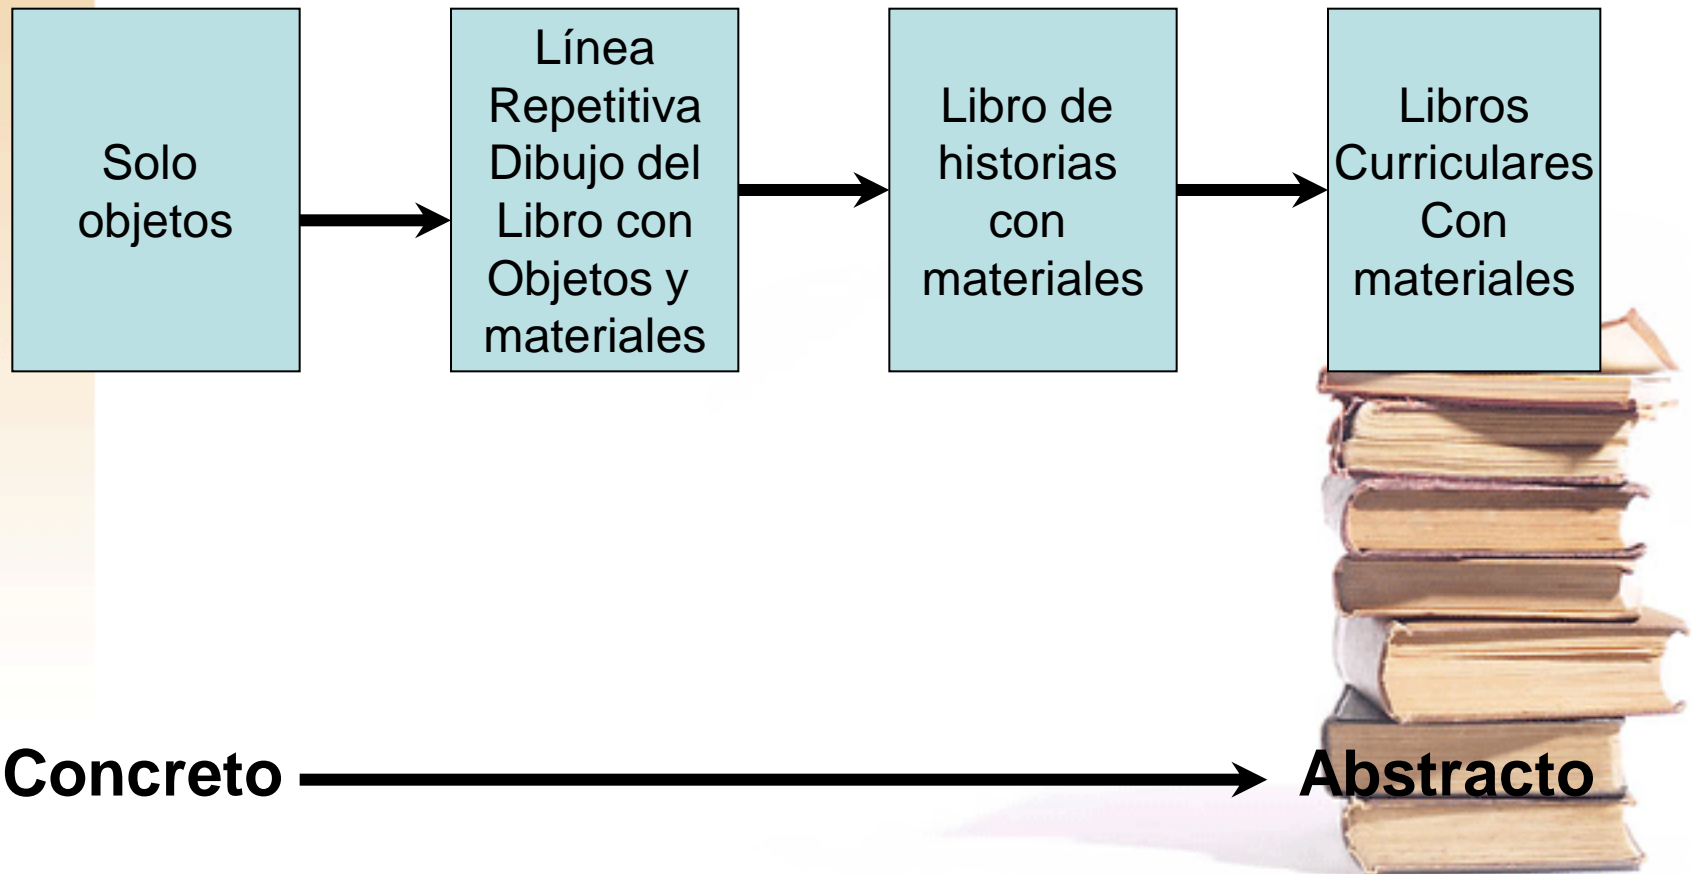 Solo
objetos
Línea
Repetitiva
Dibujo del
Libro con
Objetos y
materiales
Libro de
historias
con
materiales
Libros
Curriculares
Con
materiales
Concreto
Abstracto